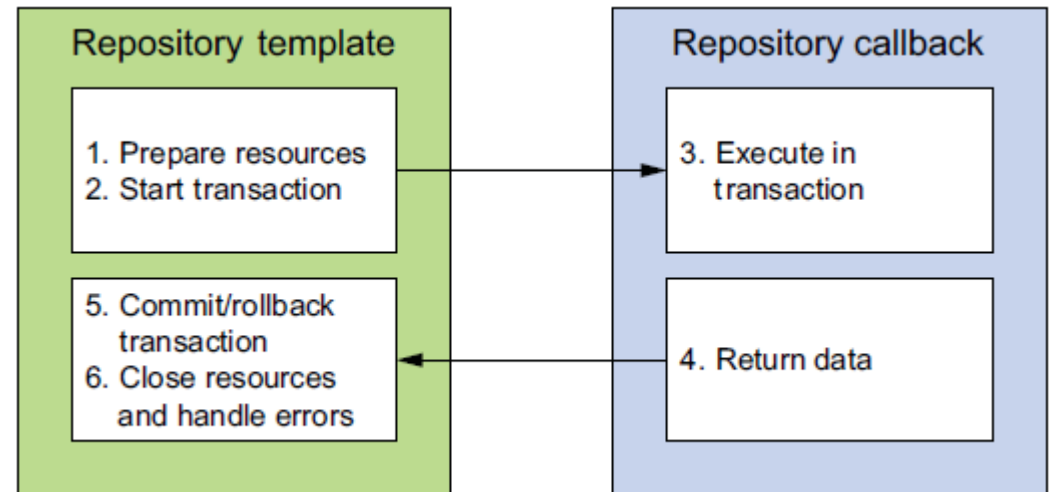 Repository template
1. Prepare resources
2. Start transaction
5. Commit/rollback
transaction
6. Close resources
and handle errors
Repository callback
3. Execute in
transaction
4. Return data